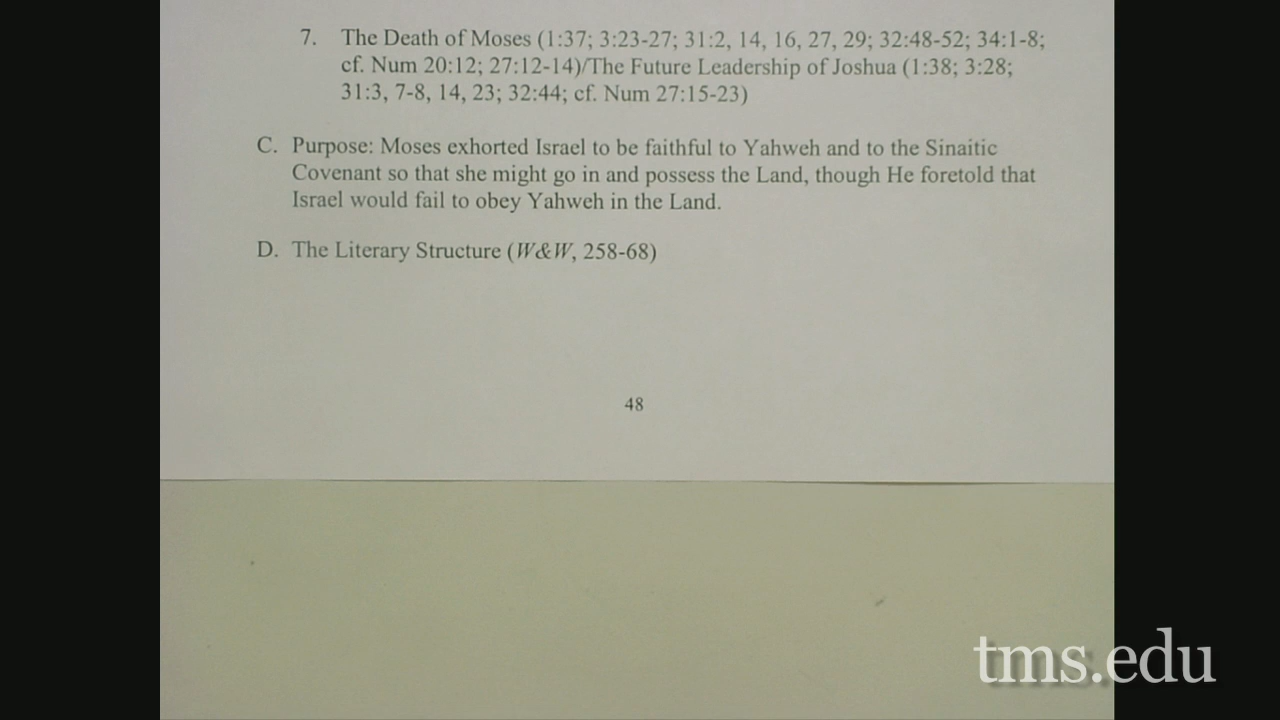 7. The Death of Moses (1:37; 3:23-27; 31:2, 14, 16, 27, 29; 32:48-52; 34:1-8;
cf. Num 20:12; 27:12-14)/The Future Leadership of Joshua (1:38; 3:28;
31:3, 7-8, 14, 23; 32:44; cf. Num 27:15-23)
C. Purpose: Moses exhorted Israel to be faithful to Yahweh and to the Sinaitic
Covenant so that she might go in and possess the Land, though He foretold that
Israel would fail to obey Yahweh in the Land.
D. The Literary Structure (W&W, 258-68)
48
tms.edu